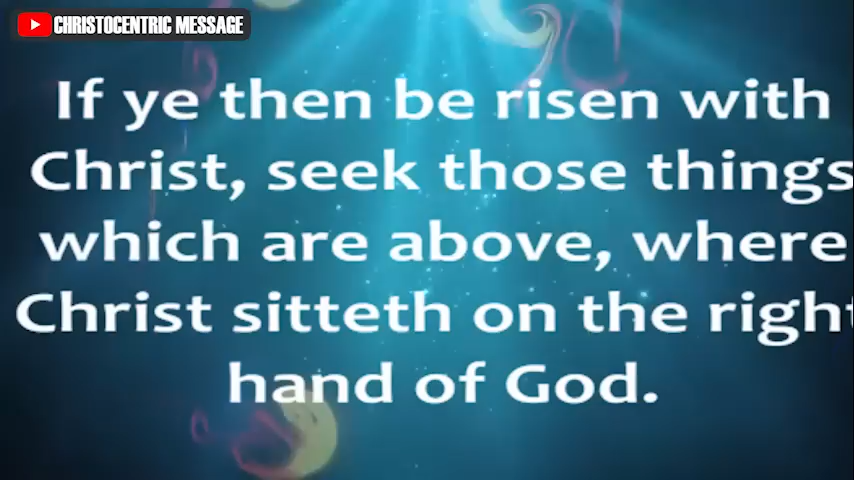 CHRISTOCENTRIC MESSAGE
If ye then be risen with
Christ, seek those things
which are above, where
Christ sitteth on the right
hand of God.